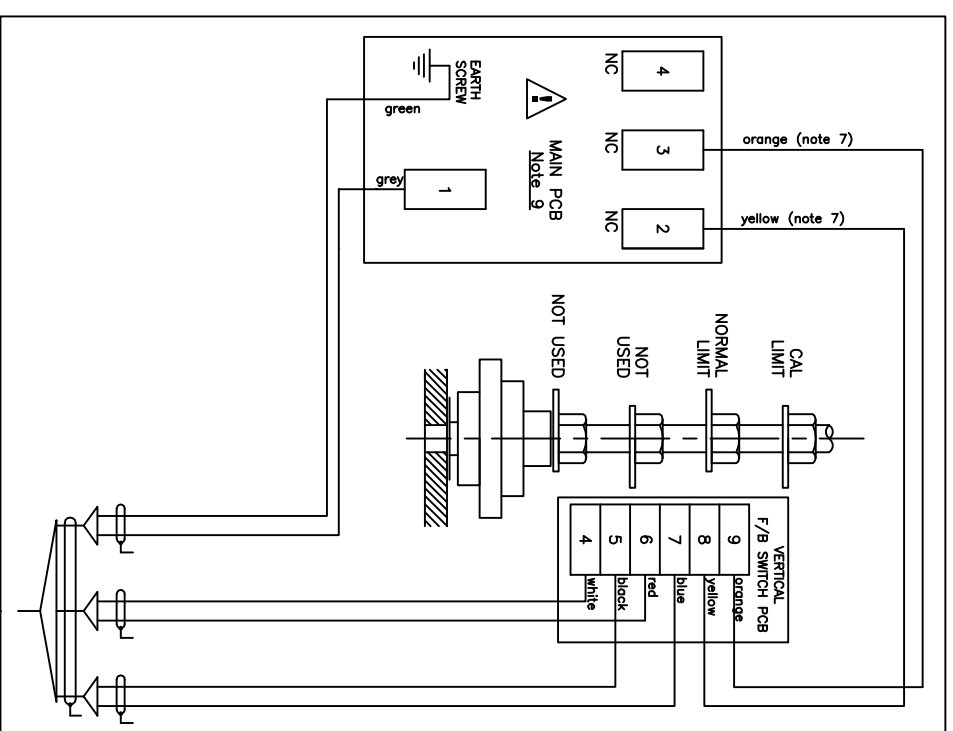 4
NC
orange (note 7)
3
NC
yellow (note 7)
2
NC
MAIN PCB
Note 9
!
EARTH
SCREW
green
grey
1
CAL
LIMIT
NORMAL
LIMIT
NOT
USED
NOT USED
VERTICAL
F/B SWITCH PCB
9 orange
8 yellow
7 blue
6 red
5 black
4 white